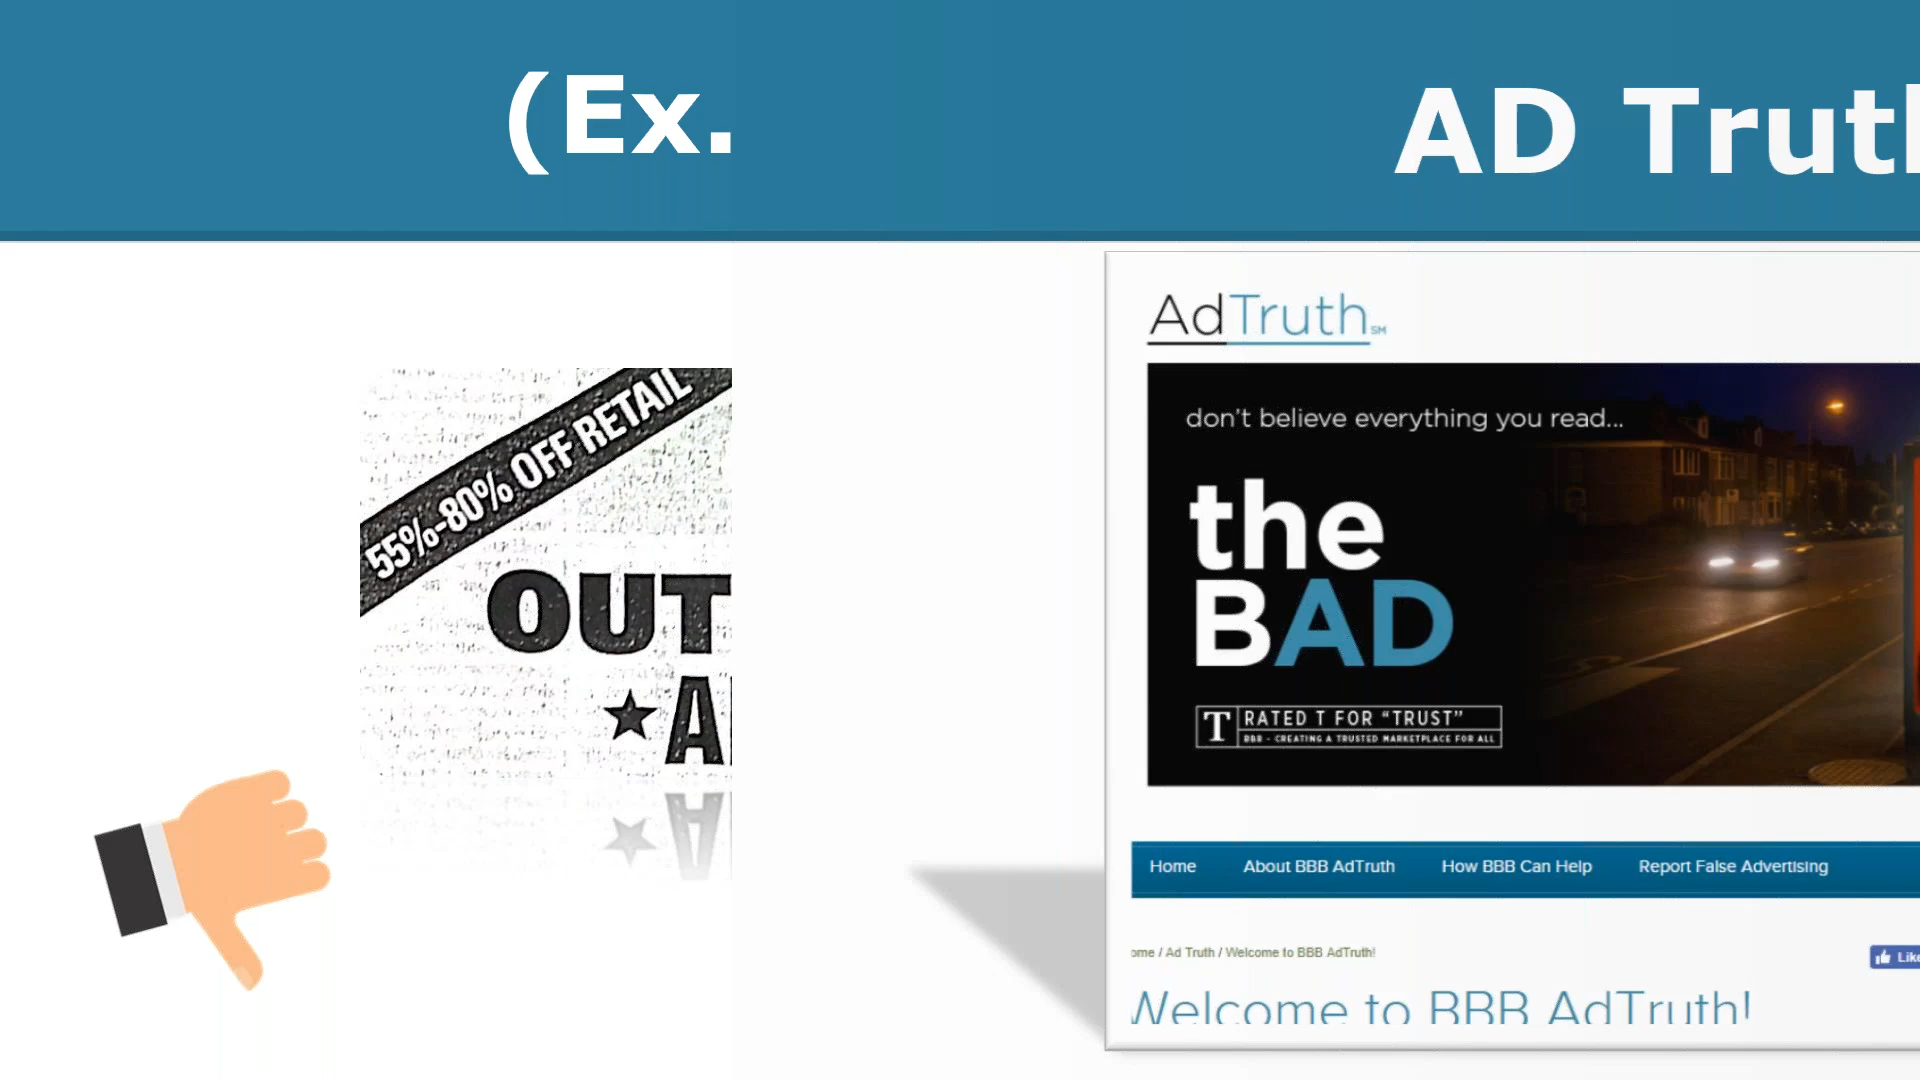 (Ex.
AD Trut
55%-80% OFF RETAIL
OUT
★A
AdTruth SM
don't believe everything you read...
the
BAD
T RATED T FOR "TRUST"
BBB - CREATING A TRUSTED MARKETPLACE FOR ALL
Home About BBB AdTruth How BBB Can Help Report False Advertising
ome / Ad Truth / Welcome to BBB AdTruth!
Like
Welcome to BBB AdTruth!